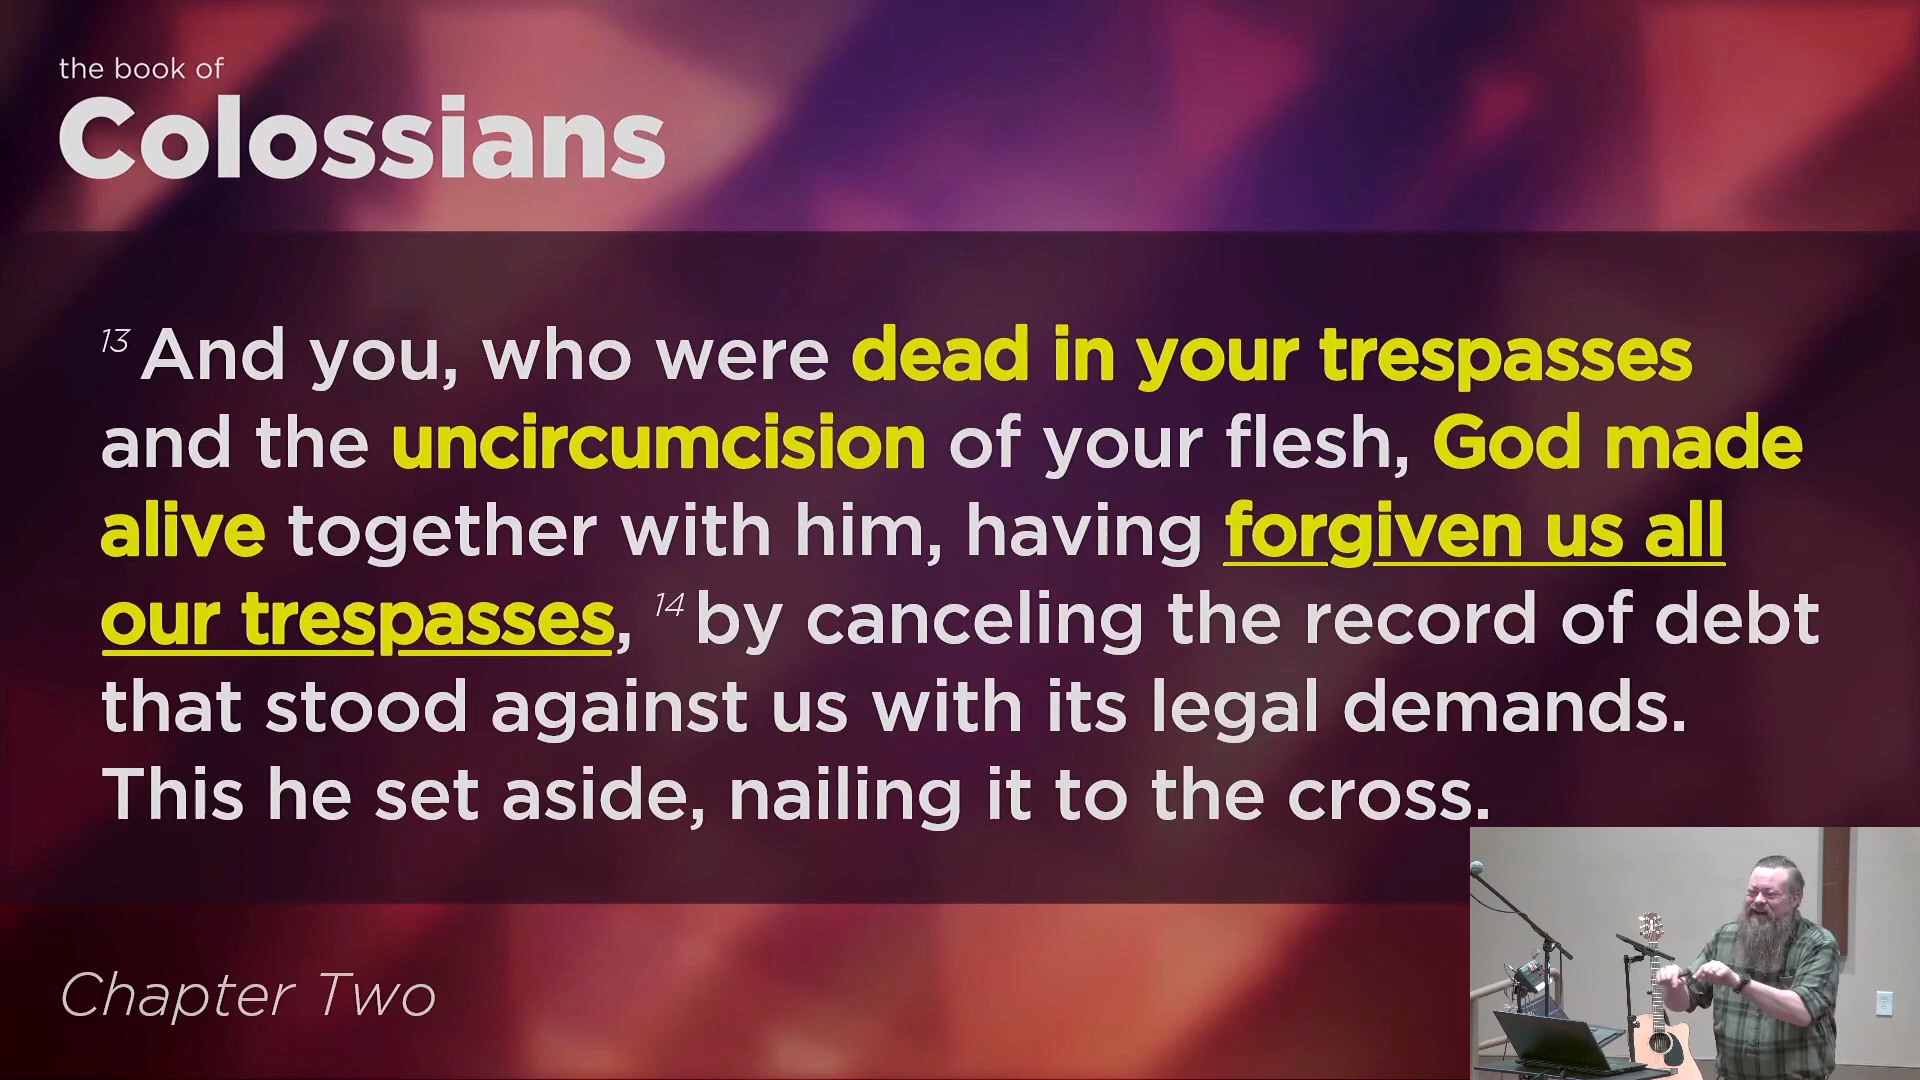 the book of
Colossians
13 And you, who were dead in your trespasses
and the uncircumcision of your flesh, God made
alive together with him, having forgiven us all
our trespasses, 14 by canceling the record of debt
that stood against us with its legal demands.
This he set aside, nailing it to the cross.
Chapter Two